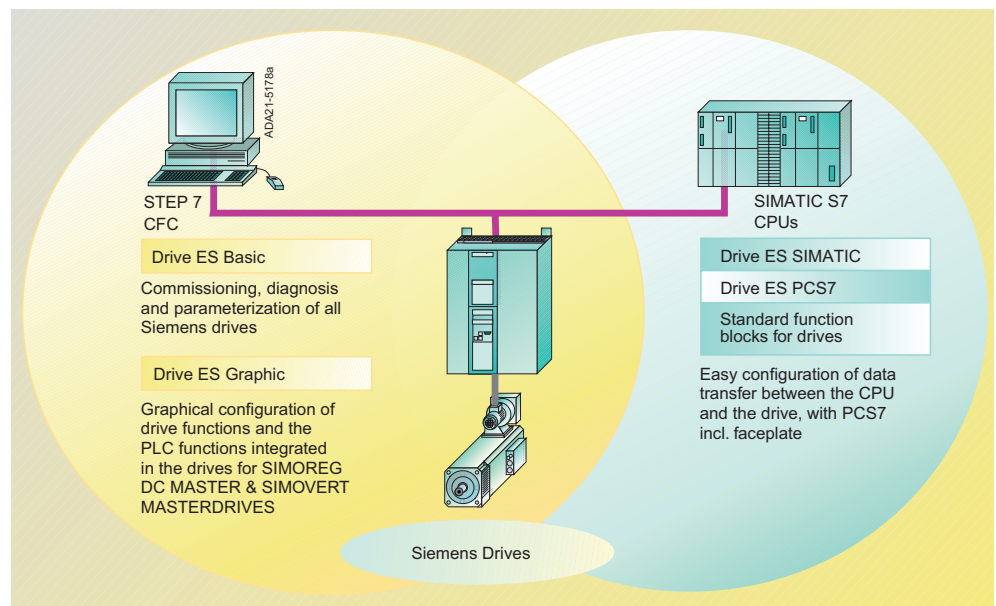 ADA21-5178a
STEP 7
CFC
Drive ES Basic
Commissioning, diagnosis
and parameterization of all
Siemens drives
Drive ES Graphic
Graphical configuration of
drive functions and the
PLC functions integrated
in the drives for SIMOREG
DC MASTER & SIMOVERT
MASTERDRIVES
SIMATIC S7
CPUs
Drive ES SIMATIC
Drive ES PCS7
Standard function
blocks for drives
Easy configuration of data
transfer between the CPU
and the drive, with PCS7
incl. faceplate
Siemens Drives